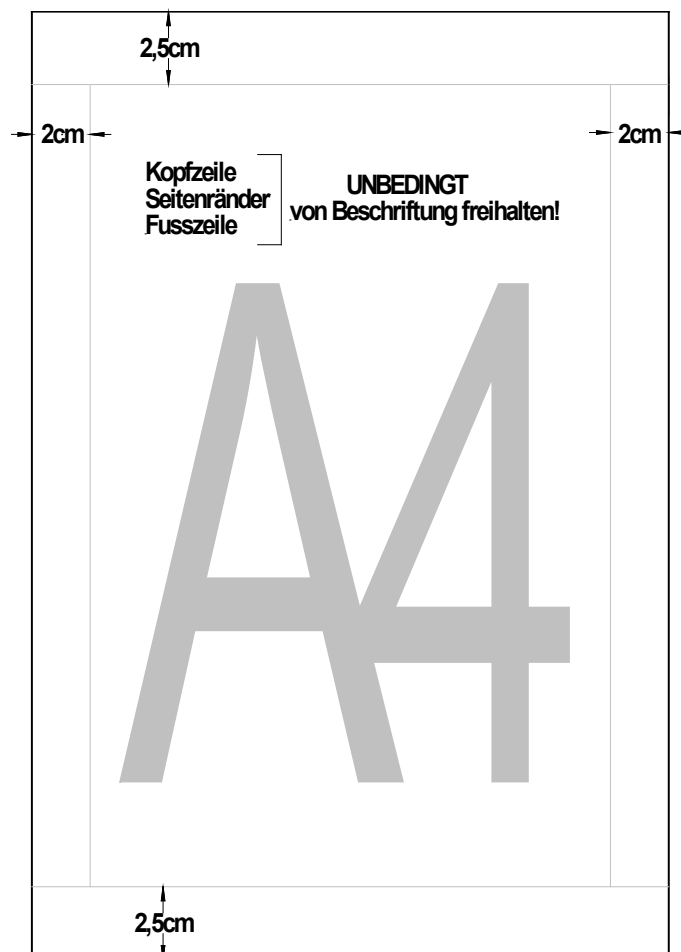 2,5cm
2cm
2cm
Kopfzeile
Seitenränder
Fusszeile
UNBEDINGT
von Beschriftung freihalten!
A4
2,5cm